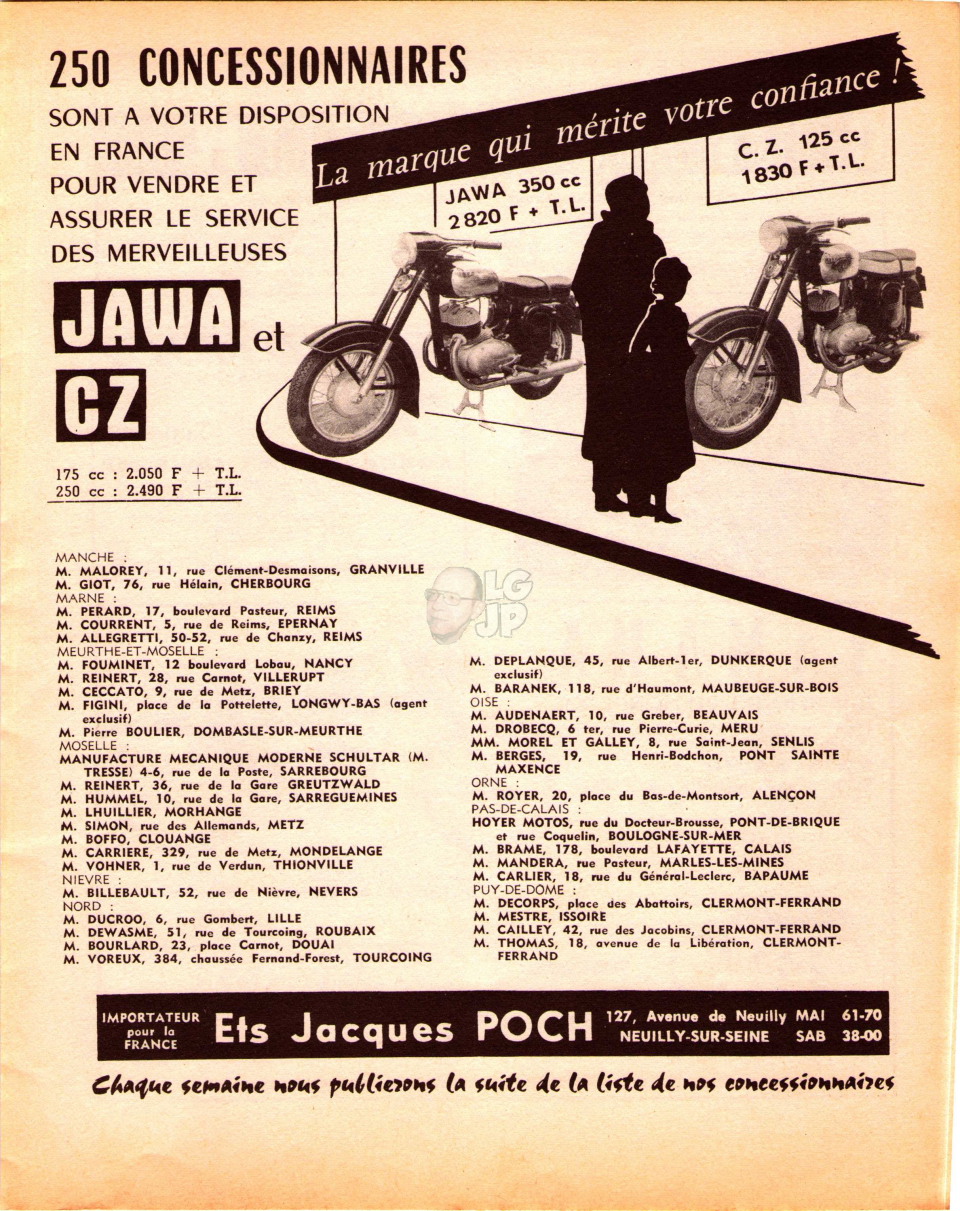 250 CONCESSIONNAIRES
SONT A VOTRE DISPOSITION
EN FRANCE
POUR VENDRE ET
ASSURER LE SERVICE
DES MERVEILLEUSES
JAWA et
CZ
175 cc : 2.050 F + T.L.
250 cc : 2.490 F + T.L.
La marque qui mérite votre confiance !
JAWA 350 cc
2820 F + T.L.
C. Z. 125 cc
1830 F + T.L.
MANCHE :
M. MALOREY, 11, rue Clément-Desmaisons, GRANVILLE
M. GIOT, 76, rue Hélain, CHERBOURG
MARNE :
M. PERARD, 17, boulevard Pasteur, REIMS
M. COURRENT, 5, rue de Reims, EPERNAY
M. ALLEGRETTI, 50-52, rue de Chanzy, REIMS
MEURTHE-ET-MOSELLE :
M. FOUMINET, 12 boulevard Lobau, NANCY
M. REINERT, 28, rue Carnot, VILLERUPT
M. CECCATO, 9, rue de Metz, BRIEY
M. FIGINI, place de la Pottelette, LONGWY-BAS (agent
exclusif)
M. Pierre BOULIER, DOMBASLE-SUR-MEURTHE
MOSELLE :
MANUFACTURE MECANIQUE MODERNE SCHULTAR (M.
TRESSE) 4-6, rue de la Poste, SARREBOURG
M. REINERT, 36, rue de la Gare GREUTZWALD
M. HUMMEL, 10, rue de la Gare, SARREGUEMINES
M. LHUILLIER, MORHANGE
M. SIMON, rue des Allemands, METZ
M. BOFFO, CLOUANGE
M. CARRIERE, 329, rue de Metz, MONDELANGE
M. VOHNER, 1, rue de Verdun, THIONVILLE
NIEVRE :
M. BILLEBAULT, 52, rue de Nièvre, NEVERS
NORD :
M. DUCROO, 6, rue Gombert, LILLE
M. DEWASME, 51, rue de Tourcoing, ROUBAIX
M. BOURLARD, 23, place Carnot, DOUAI
M. VOREUX, 384, chaussée Fernand-Forest, TOURCOING
LG
JP
M. DEPLANQUE, 45, rue Albert-1er, DUNKERQUE (agent
exclusif)
M. BARANEK, 118, rue d'Haumont, MAUBEUGE-SUR-BOIS
OISE :
M. AUDENAERT, 10, rue Greber, BEAUVAIS
M. DROBECQ, 6 ter, rue Pierre-Curie, MERU
MM. MOREL ET GALLEY, 8, rue Saint-Jean, SENLIS
M. BERGES, 19, rue Henri-Bodchon, PONT SAINTE
MAXENCE
ORNE :
M. ROYER, 20, place du Bas-de-Montsort, ALENÇON
PAS-DE-CALAIS :
HOYER MOTOS, rue du Docteur-Brousse, PONT-DE-BRIQUE
et rue Coquelin, BOULOGNE-SUR-MER
M. BRAME, 178, boulevard LAFAYETTE, CALAIS
M. MANDERA, rue Pasteur, MARLES-LES-MINES
M. CARLIER, 18, rue du Général-Leclerc, BAPAUME
PUY-DE-DOME :
M. DECORPS, place des Abattoirs, CLERMONT-FERRAND
M. MESTRE, ISSOIRE
M. CAILLEY, 42, rue des Jacobins, CLERMONT-FERRAND
M. THOMAS, 18, avenue de la Libération, CLERMONT-
FERRAND
IMPORTATEUR
pour la
FRANCE
Ets Jacques POCH
127, Avenue de Neuilly MAI 61-70
NEUILLY-SUR-SEINE SAB 38-00
Chaque semaine nous publierons la suite de la liste de nos concessionnaires